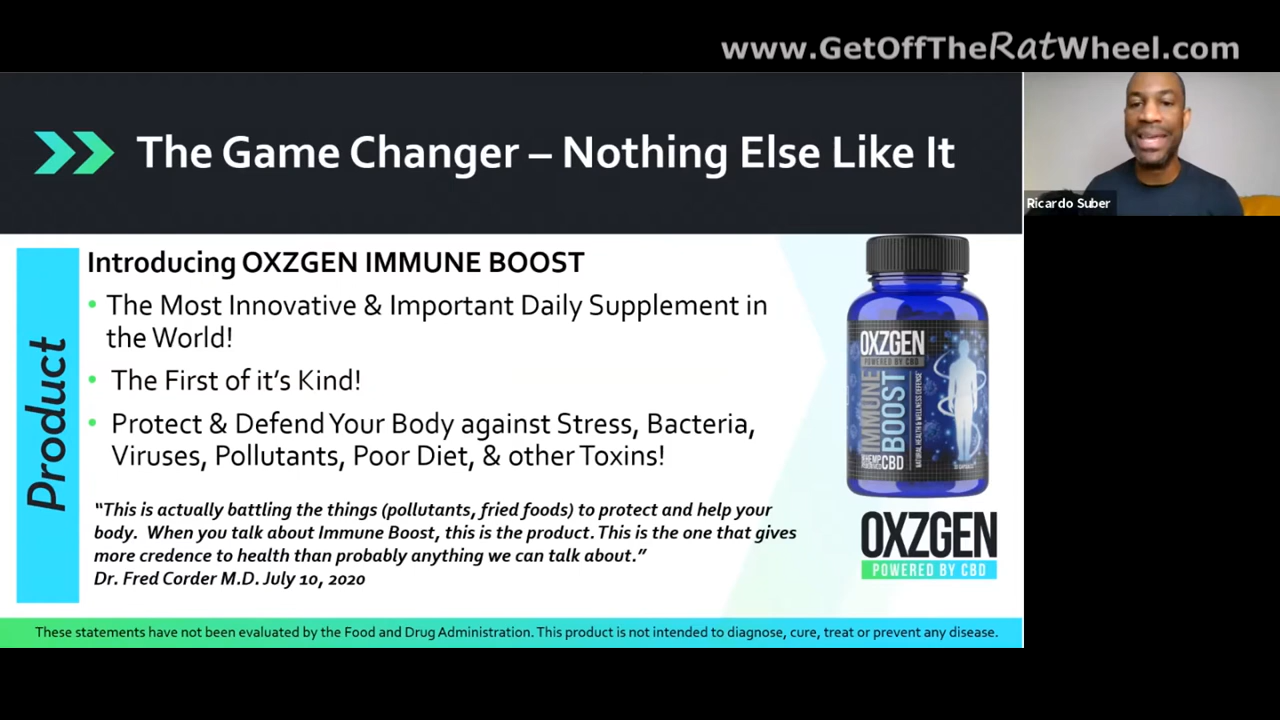 www.GetOffTheRatWheel.com
The Game Changer – Nothing Else Like It
Ricardo Suber
Product
Introducing OXZGEN IMMUNE BOOST
• The Most Innovative & Important Daily Supplement in
the World!
• The First of it's Kind!
• Protect & Defend Your Body against Stress, Bacteria,
Viruses, Pollutants, Poor Diet, & other Toxins!
"This is actually battling the things (pollutants, fried foods) to protect and help your
body. When you talk about Immune Boost, this is the product. This is the one that gives
more credence to health than probably anything we can talk about."
Dr. Fred Corder M.D. July 10, 2020
OXZGEN
POWERED BY CBD
IMMUNE
BOOST
NATURAL HEALTH & WELLNESS DEFENSE
HEMP
CBD
OXZGEN
POWERED BY CBD
These statements have not been evaluated by the Food and Drug Administration. This product is not intended to diagnose, cure, treat or prevent any disease.